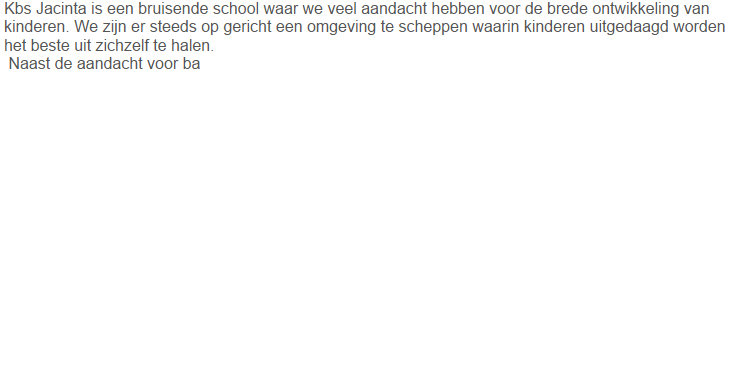 Kbs Jacinta is een bruisende school waar we veel aandacht hebben voor de brede ontwikkeling van
kinderen. We zijn er steeds op gericht een omgeving te scheppen waarin kinderen uitgedaagd worden
het beste uit zichzelf te halen.
Naast de aandacht voor ba